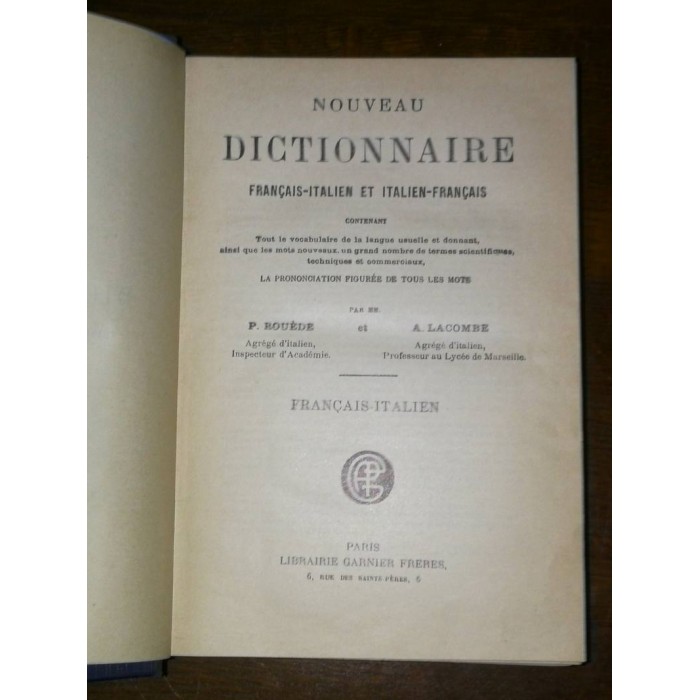 NOUVEAU
DICTIONNAIRE
FRANÇAIS-ITALIEN ET ITALIEN-FRANÇAIS
CONTENANT
Tout le vocabulaire de la langue usuelle et donnant,
ainsi que les mots nouveaux, un grand nombre de termes scientifiques,
techniques et commerciaux,
LA PRONONCIATION FIGURÉE DE TOUS LES MOTS
PAR MM.
P. ROUÈDE et A. LACOMBE
Agrégé d'italien, Agrégé d'italien,
Inspecteur d'Académie. Professeur au Lycée de Marseille.
FRANÇAIS-ITALIEN
PARIS
LIBRAIRIE GARNIER FRÈRES,
6, RUE DES SAINTS-PÈRES, 6